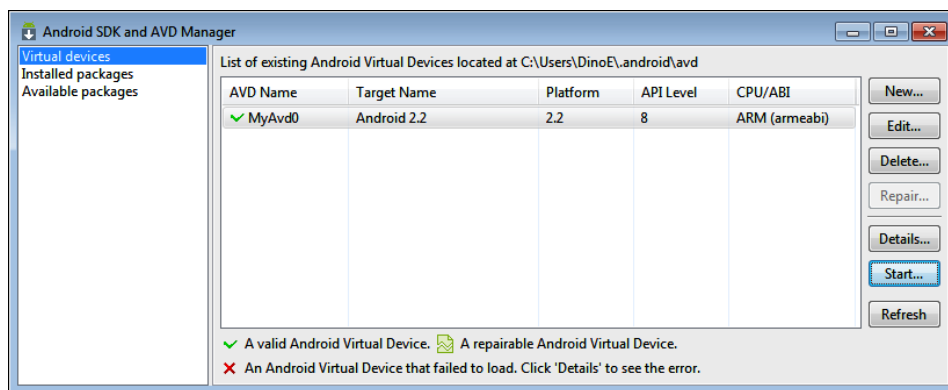 Android SDK and AVD Manager
Virtual devices
Installed packages
Available packages
List of existing Android Virtual Devices located at C:\Users\DinoE\.android\avd
AVD Name Target Name Platform API Level CPU/ABI
MyAvd0 Android 2.2 2.2 8 ARM (armeabi)
New...
Edit...
Delete...
Repair...
Details...
Start...
Refresh
A valid Android Virtual Device. A repairable Android Virtual Device.
An Android Virtual Device that failed to load. Click 'Details' to see the error.